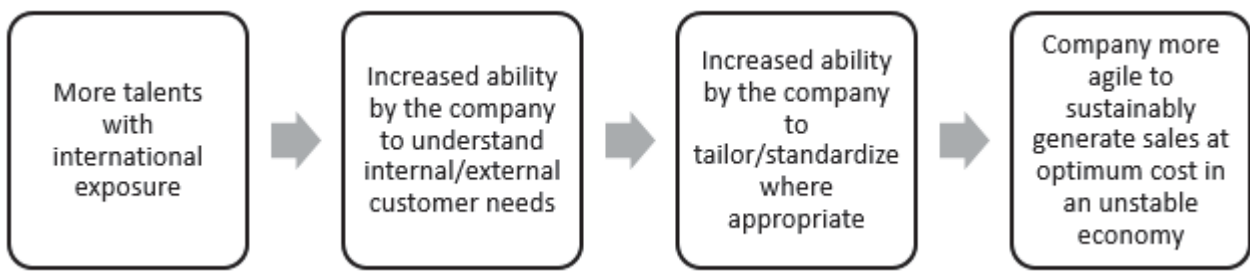 More talents
with
international
exposure
Increased ability
by the company
to understand
internal/external
customer needs
Increased ability
by the company
to
tailor/standardize
where
appropriate
Company more
agile to
sustainably
generate sales at
optimum cost in
an unstable
economy